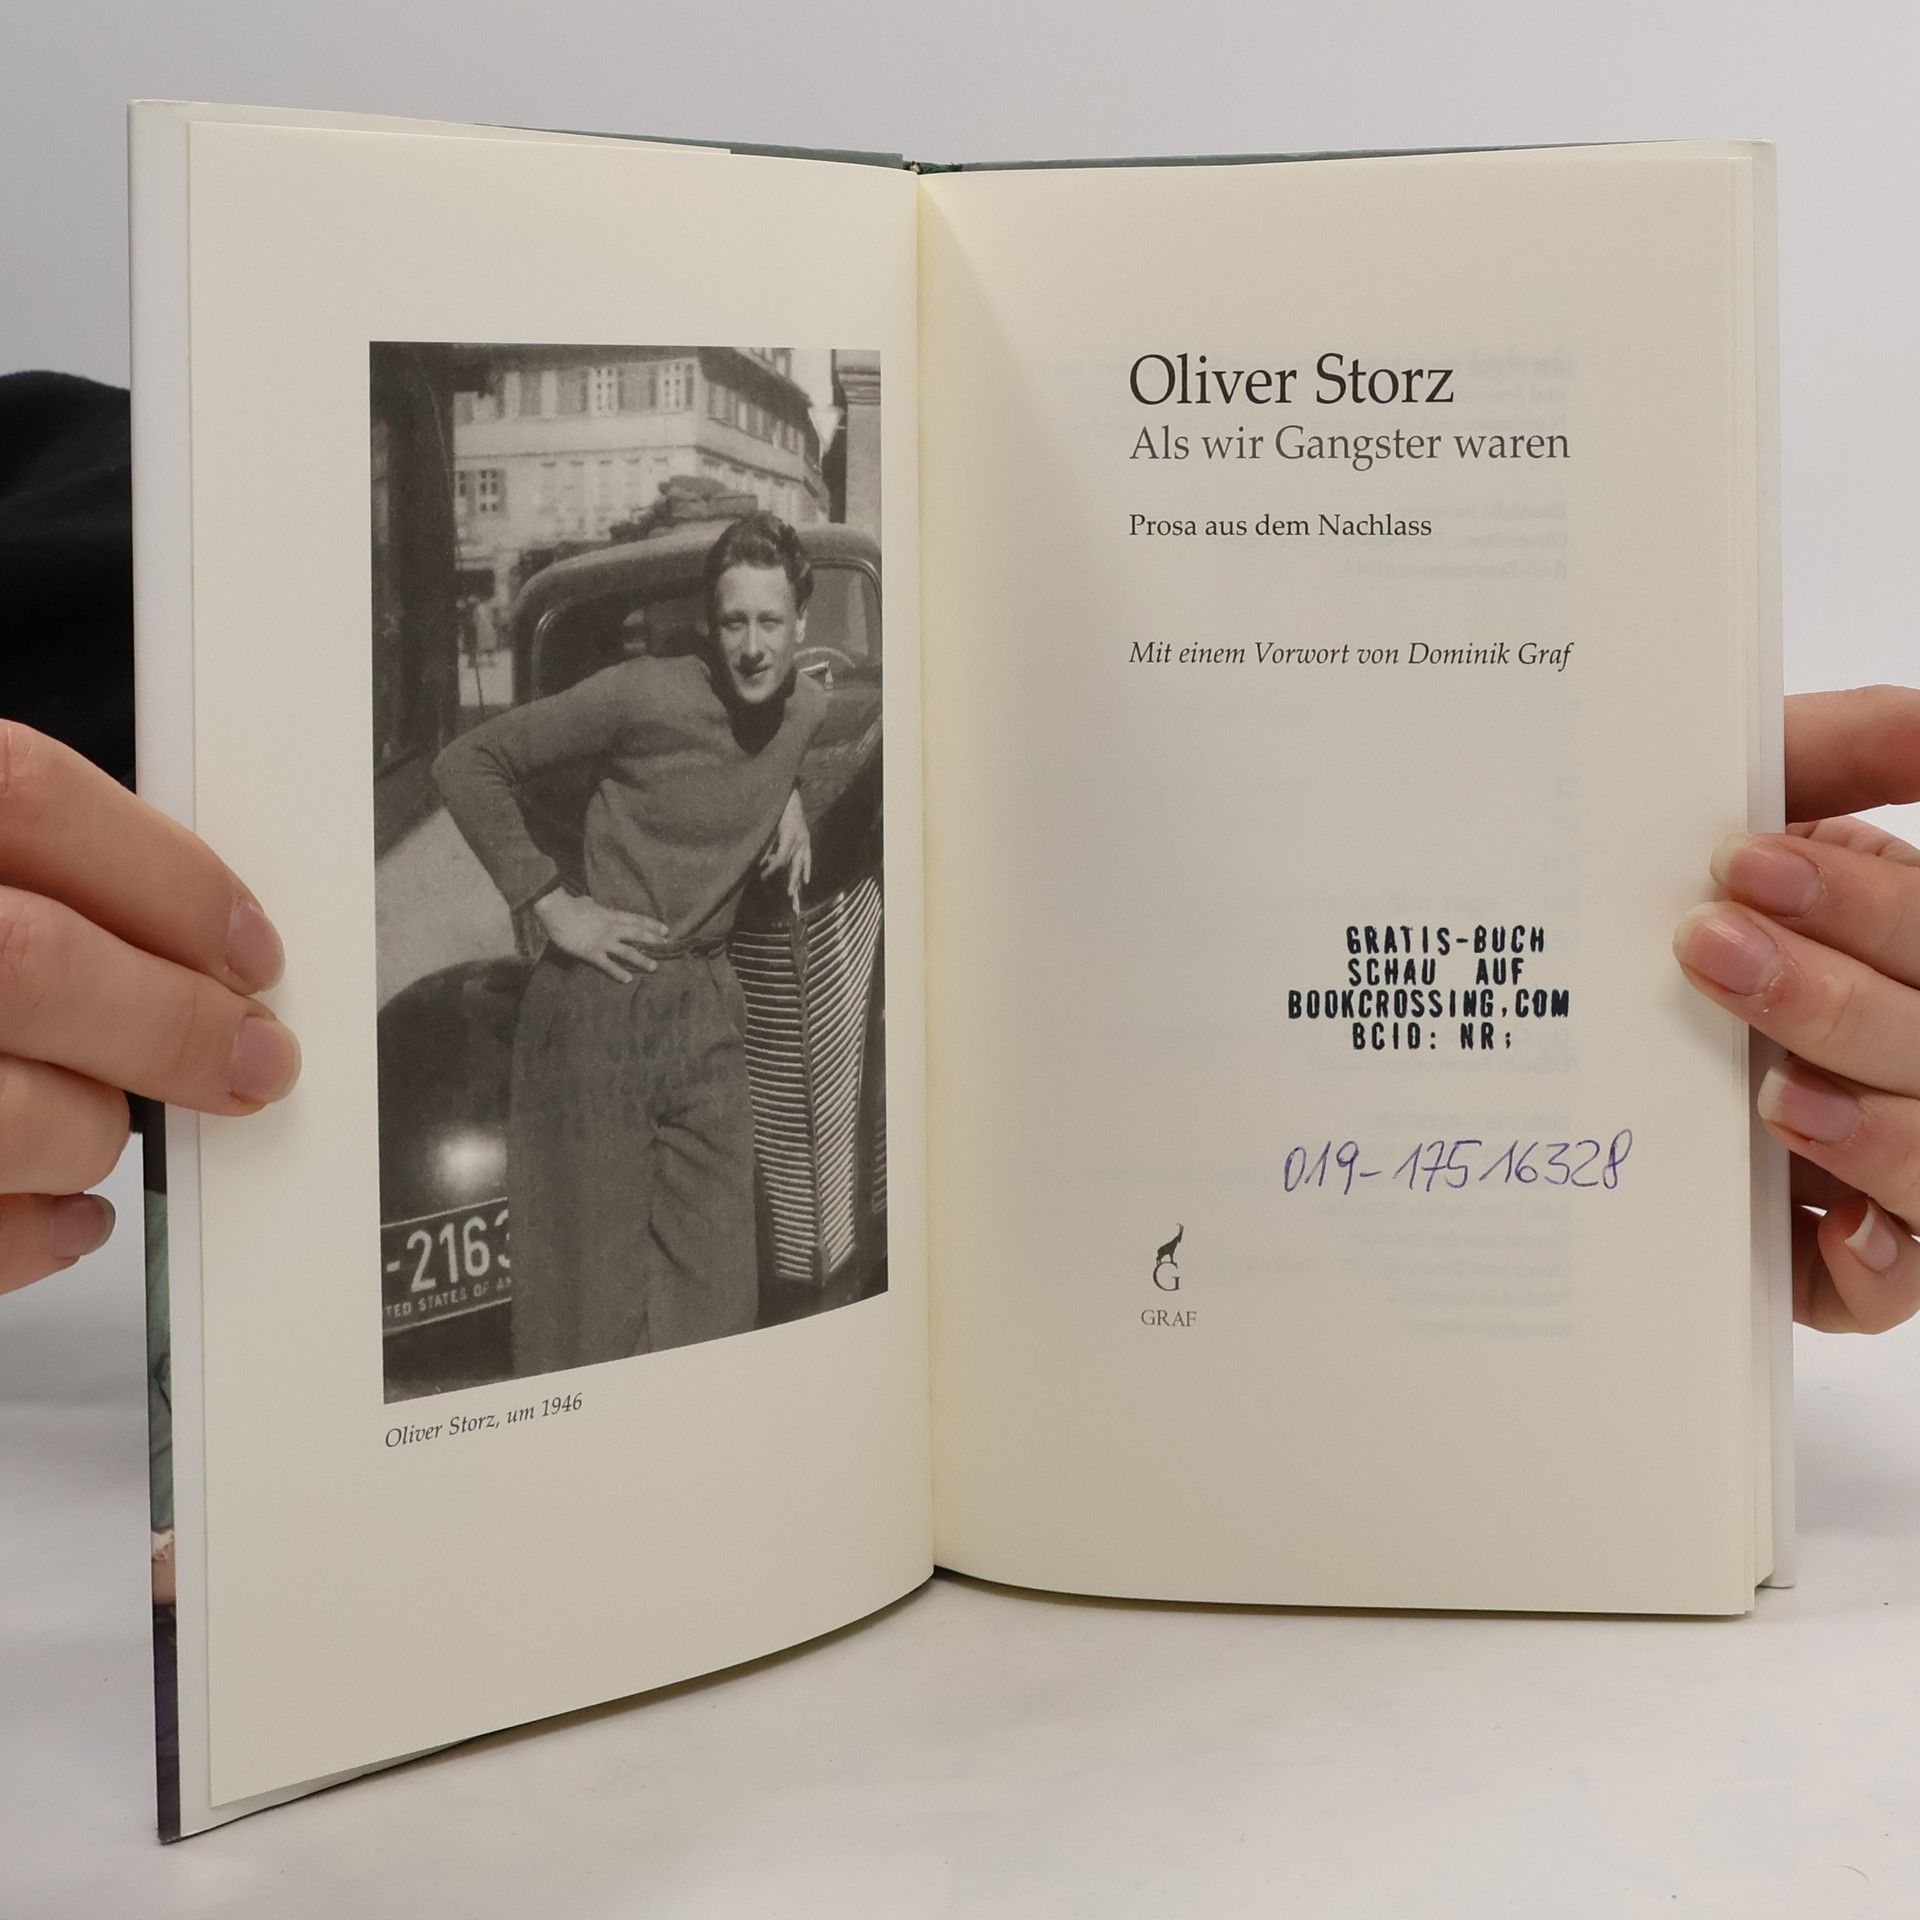 -2163
TED STATES OF A
Oliver Storz, um 1946
Oliver Storz
Als wir Gangster waren
Prosa aus dem Nachlass
Mit einem Vorwort von Dominik Graf
GRATIS-BUCH
SCHAU AUF
BOOKCROSSING.COM
BCID: NR;
019-17516328
G
GRAF